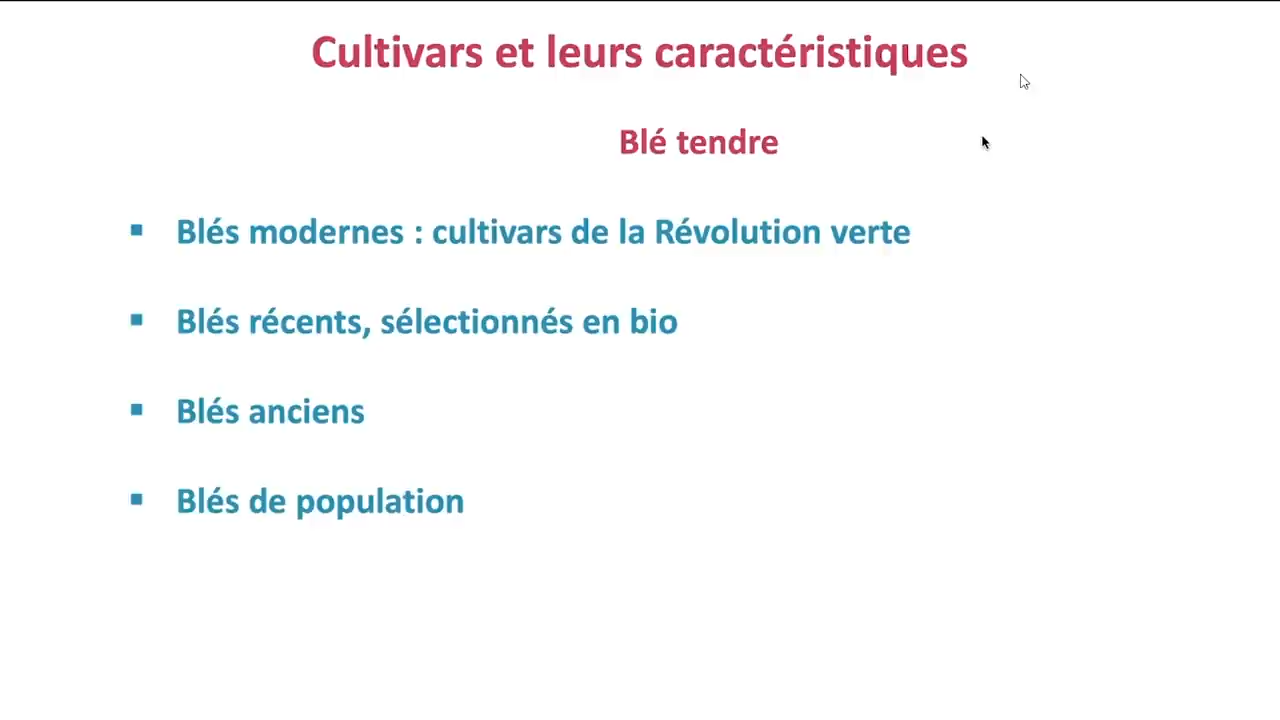 Cultivars et leurs caractéristiques
Blé tendre
▪ Blés modernes : cultivars de la Révolution verte
▪ Blés récents, sélectionnés en bio
▪ Blés anciens
▪ Blés de population